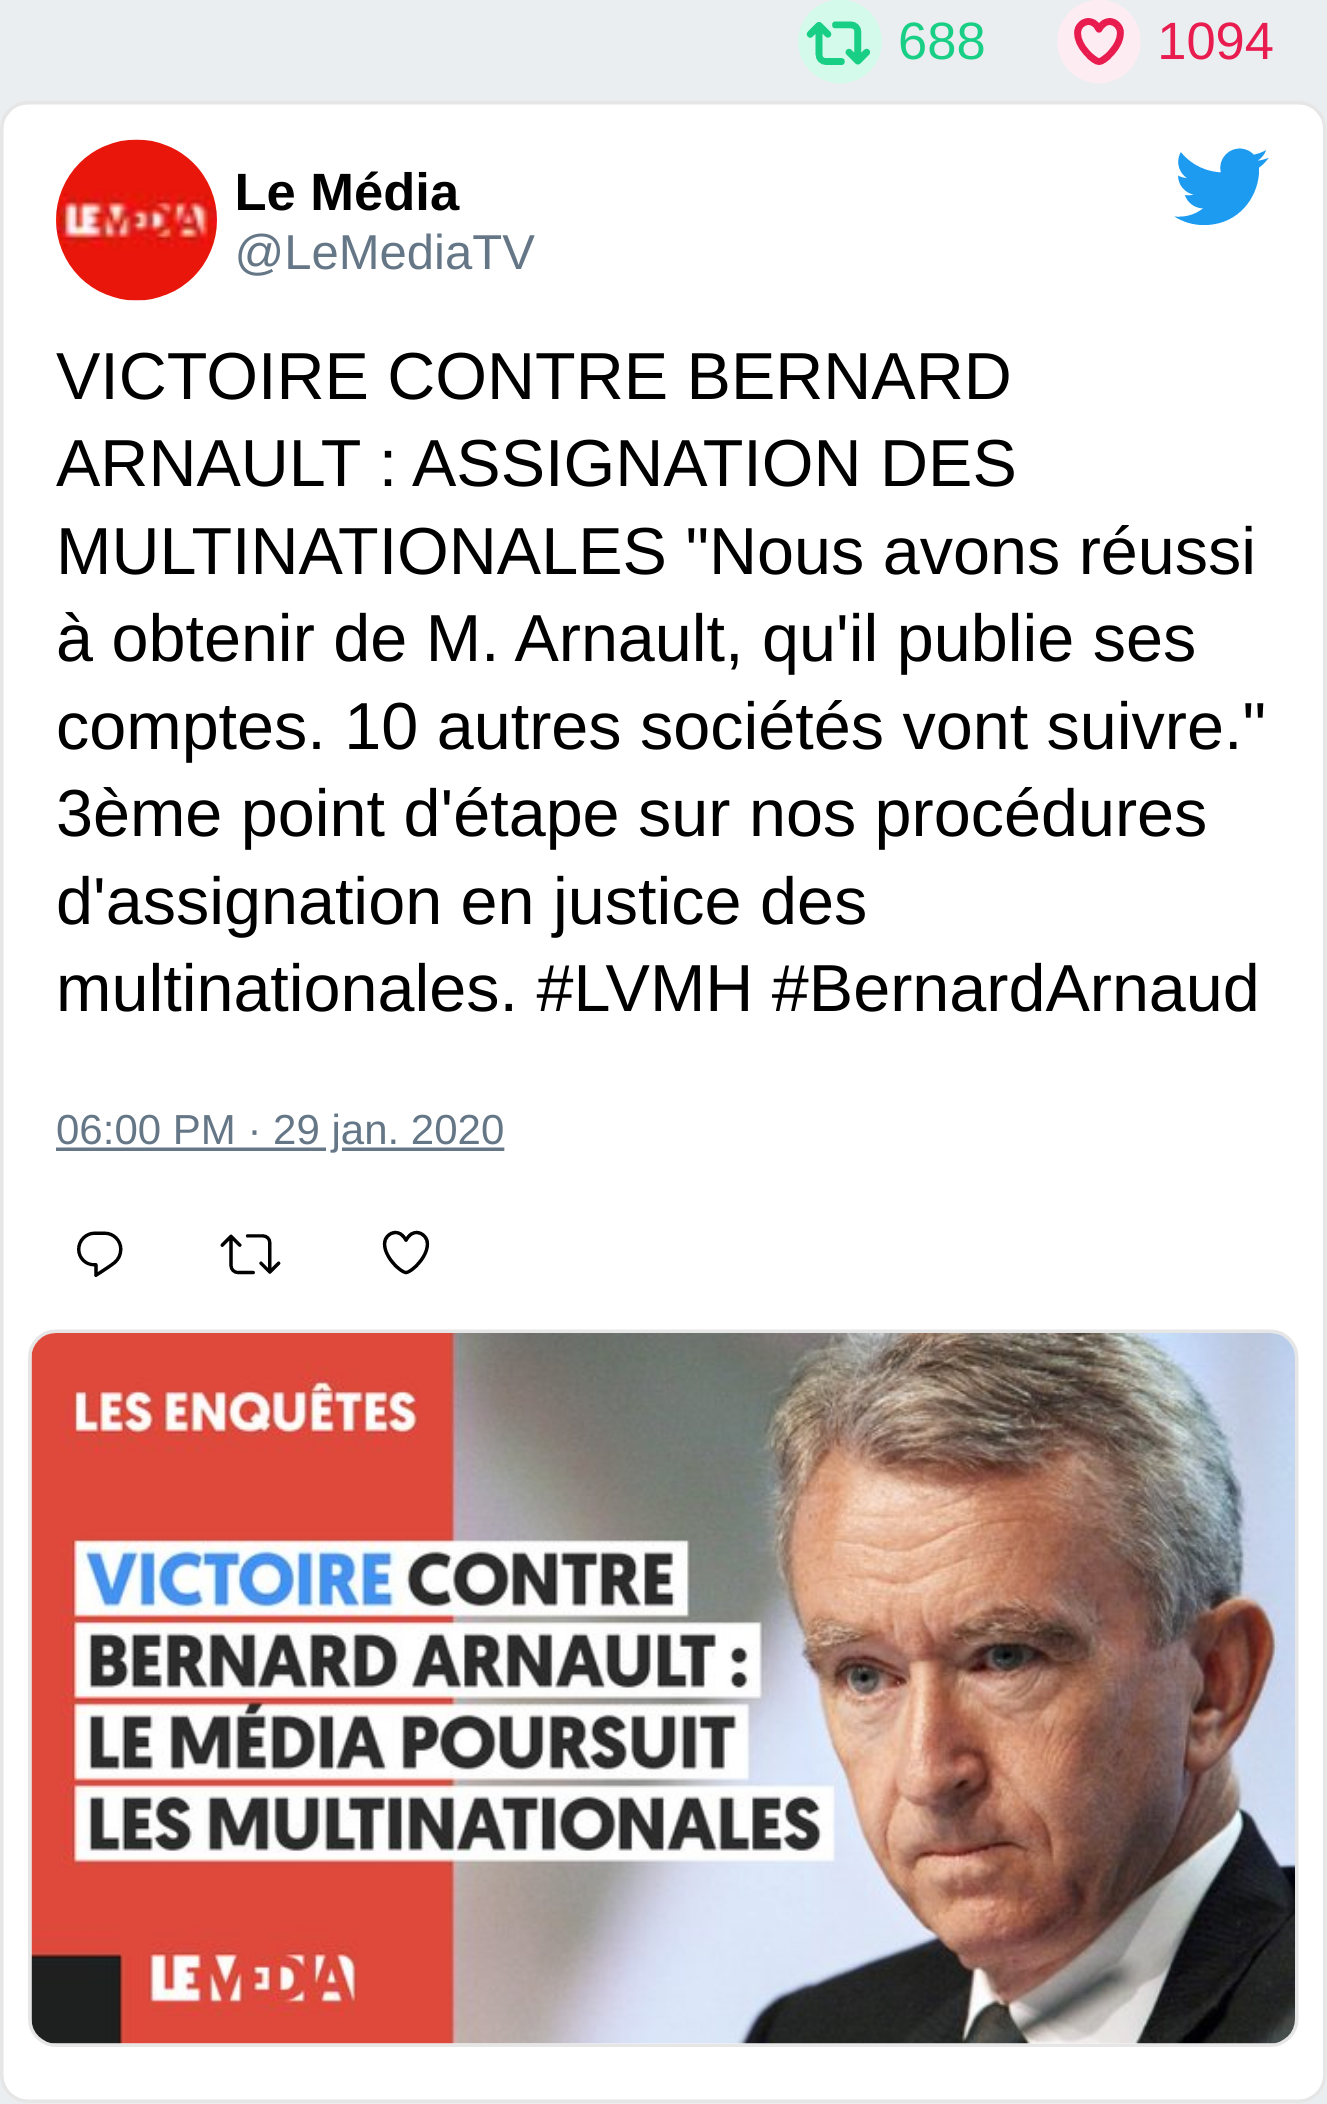 688 1094
LE MEDIA
Le Média
@LeMediaTV
VICTOIRE CONTRE BERNARD
ARNAULT : ASSIGNATION DES
MULTINATIONALES "Nous avons réussi
à obtenir de M. Arnault, qu'il publie ses
comptes. 10 autres sociétés vont suivre."
3ème point d'étape sur nos procédures
d'assignation en justice des
multinationales. #LVMH #BernardArnaud
06:00 PM · 29 jan. 2020
LES ENQUÊTES
VICTOIRE CONTRE
BERNARD ARNAULT :
LE MÉDIA POURSUIT
LES MULTINATIONALES
LE MEDIA